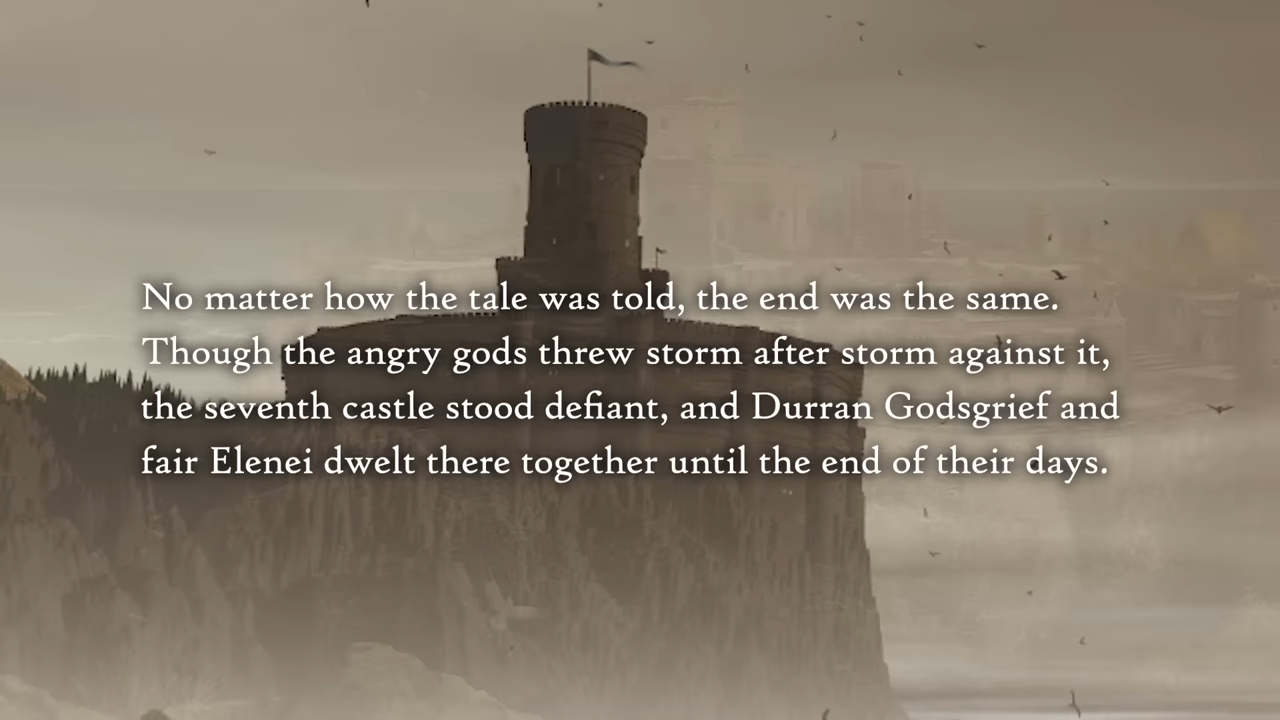 No matter how the tale was told, the end was the same.
Though the angry gods threw storm after storm against it,
the seventh castle stood defiant, and Durran Godsgrief and
fair Elenei dwelt there together until the end of their days.